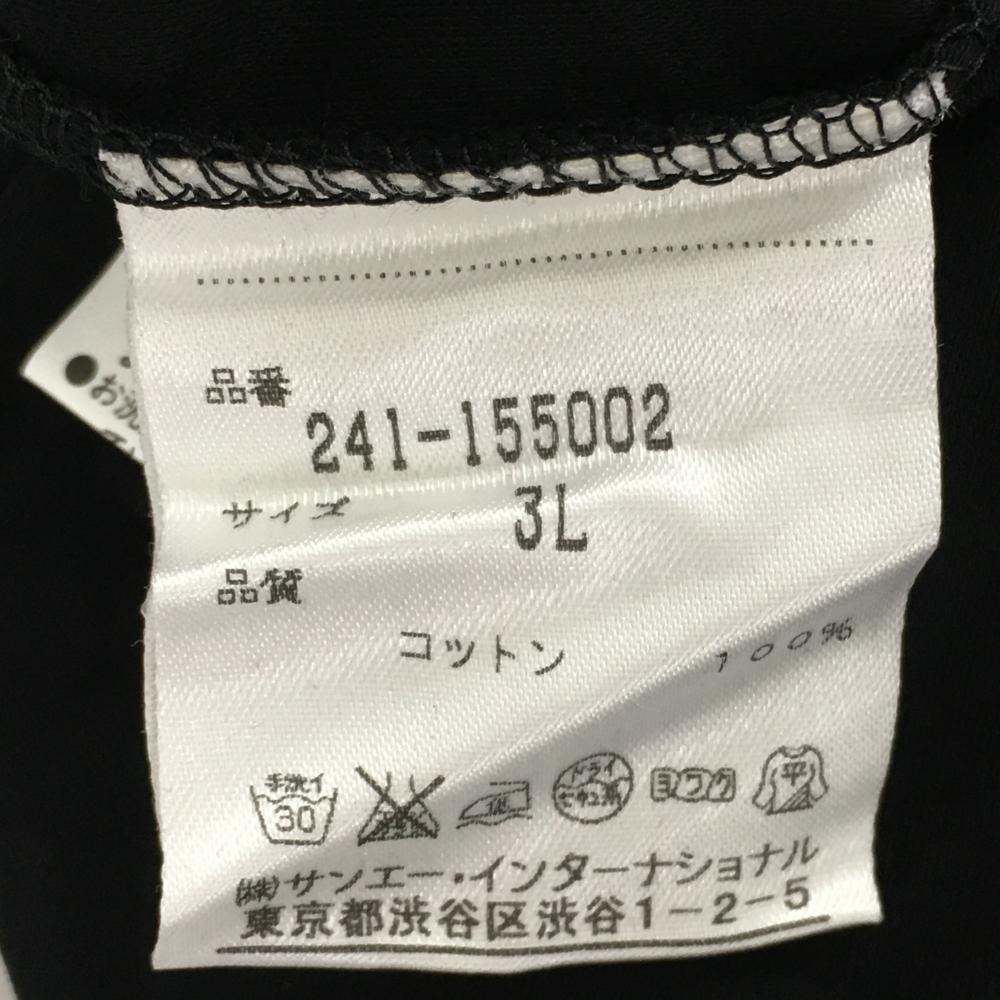 品番
241-155002
サイズ 3L
品質
コットン 100%
手洗イ 30 ドライ セキユ系 ヨワク 平
㈱サンエー・インターナショナル
東京都渋谷区渋谷1-2-5
お洗